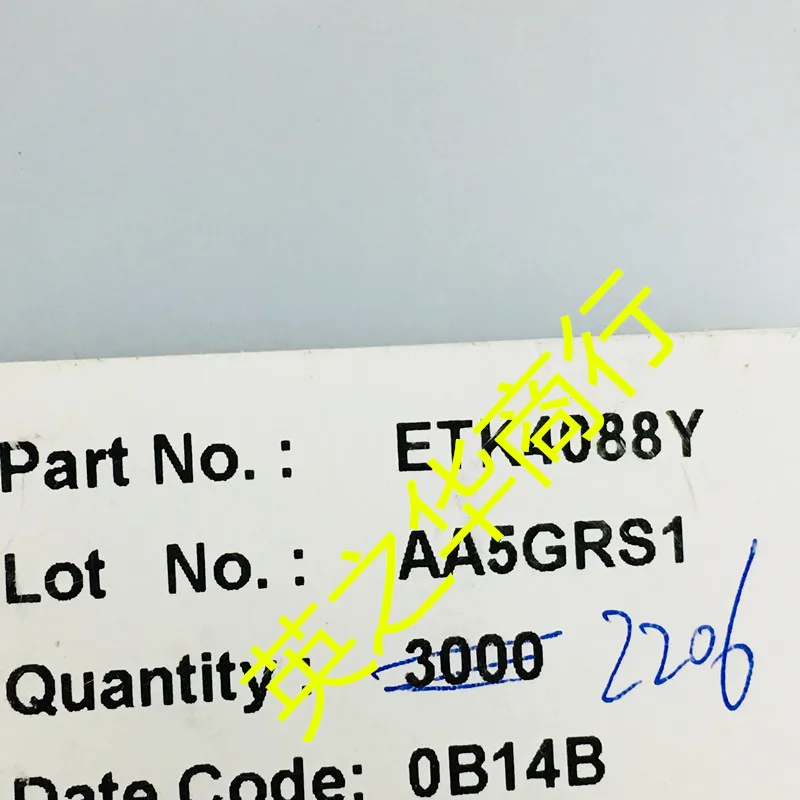 Part No. : ETK4088Y
Lot No. : AA5GRS1
Quantity : 3000 2206
Date Code: 0B14B
英之华商行